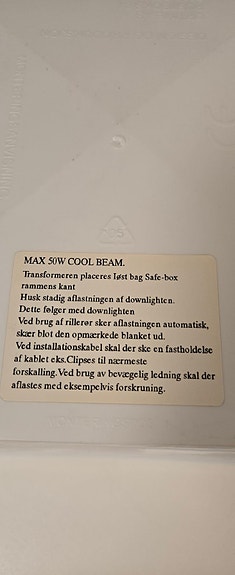 MAX 50W COOL BEAM.
Transformeren placeres løst bag Safe-box
rammens kant
Husk stadig aflastningen af downlighten.
Dette følger med downlighten
Ved brug af rillerør sker aflastningen automatisk,
skær blot den opmærkede blanket ud.
Ved installationskabel skal der ske en fastholdelse
af kablet eks.Clipses til nærmeste
forskalling.Ved brug av bevægelig ledning skal der
aflastes med eksempelvis forskruning.